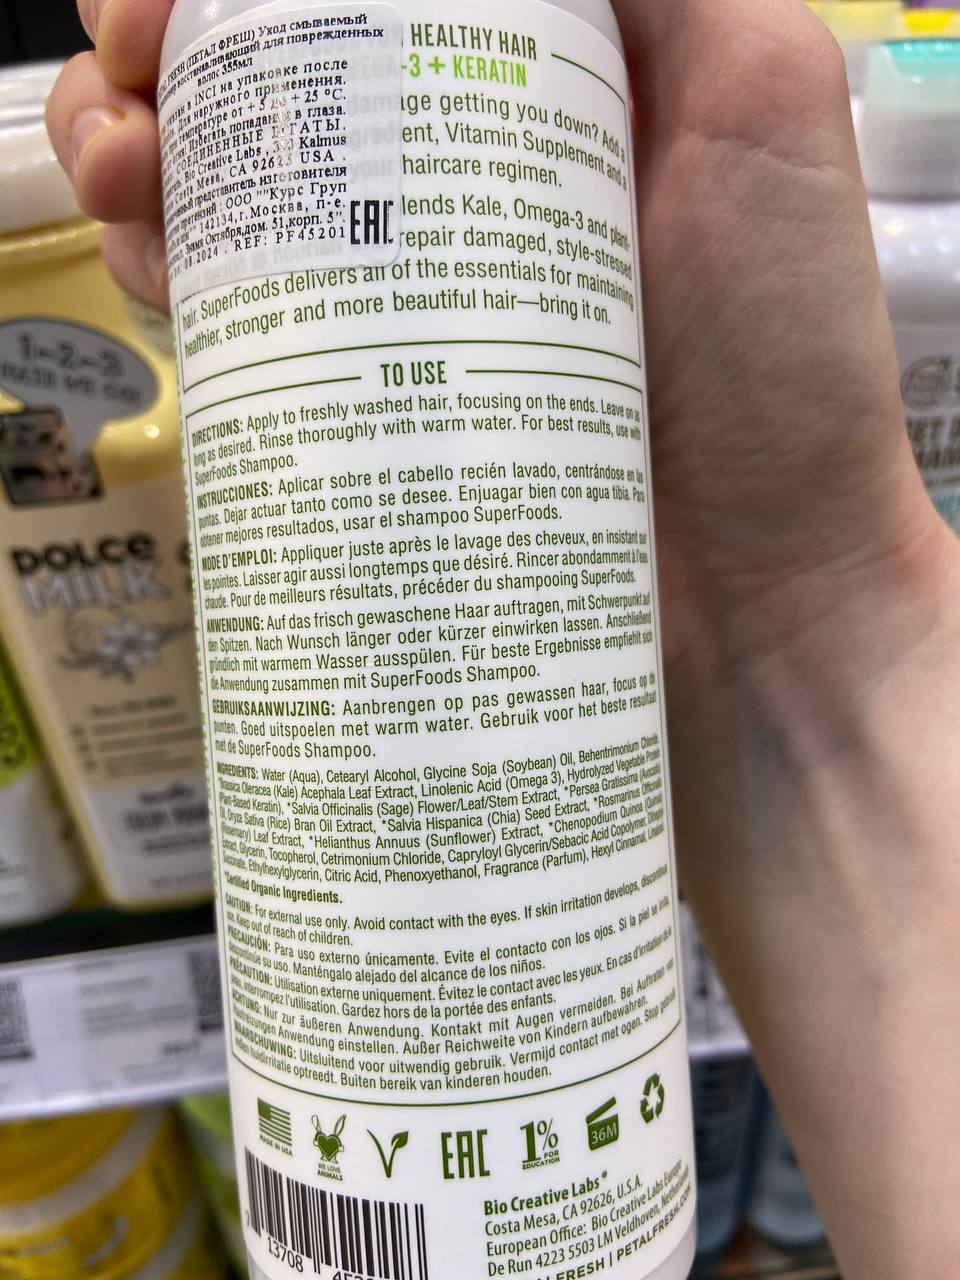 FRESH (ПЕТАЛ ФРЕШ) Уход смываемый
восстанавливающий для поврежденных
волос 355мл
указан в INCI на упаковке после
Для наружного применения.
температуре от + 5 до + 25 °C.
Избегать попадания в глаза.
СОЕДИНЕННЫЕ ШТАТЫ.
Bio Creative Labs, Kalmus
Costa Mesa, CA 92626 USA.
представитель изготовителя
претензий: ООО ""Курс Груп
142134, г.Москва, п-е.
Знамя Октября,дом. 51,корп. 5".
08.2024. REF: PF45201
EAC
HEALTHY HAIR
-3 + KERATIN
age getting you down? Add a
ent, Vitamin Supplement and a
your haircare regimen.
lends Kale, Omega-3 and plant-
repair damaged, style-stressed
hair. SuperFoods delivers all of the essentials for maintaining
healthier, stronger and more beautiful hair—bring it on.
TO USE
DIRECTIONS: Apply to freshly washed hair, focusing on the ends. Leave on as
long as desired. Rinse thoroughly with warm water. For best results, use with
SuperFoods Shampoo.
INSTRUCCIONES: Aplicar sobre el cabello recién lavado, centrándose en las
puntas. Dejar actuar tanto como se desee. Enjuagar bien con agua tibia. Para
obtener mejores resultados, usar el shampoo SuperFoods.
MODE D'EMPLOI: Appliquer juste après le lavage des cheveux, en insistant sur
les pointes. Laisser agir aussi longtemps que désiré. Rincer abondamment à l'eau
chaude. Pour de meilleurs résultats, précéder du shampooing SuperFoods.
ANWENDUNG: Auf das frisch gewaschene Haar auftragen, mit Schwerpunkt auf
den Spitzen. Nach Wunsch länger oder kürzer einwirken lassen. Anschließend
gründlich mit warmem Wasser ausspülen. Für beste Ergebnisse empfiehlt sich
die Anwendung zusammen mit SuperFoods Shampoo.
GEBRUIKSAANWIJZING: Aanbrengen op pas gewassen haar, focus op de
punten. Goed uitspoelen met warm water. Gebruik voor het beste resultaat
met de SuperFoods Shampoo.
INGREDIENTS: Water (Aqua), Cetearyl Alcohol, Glycine Soja (Soybean) Oil, Behentrimonium Chloride,
*Brassica Oleracea (Kale) Acephala Leaf Extract, Linolenic Acid (Omega 3), Hydrolyzed Vegetable Protein
(Plant-Based Keratin), *Salvia Officinalis (Sage) Flower/Leaf/Stem Extract, *Persea Gratissima (Avocado)
Oil, Oryza Sativa (Rice) Bran Oil Extract, *Salvia Hispanica (Chia) Seed Extract, *Rosmarinus Officinalis
(Rosemary) Leaf Extract, *Helianthus Annuus (Sunflower) Extract, *Chenopodium Quinoa (Quinoa)
Extract, Glycerin, Tocopherol, Cetrimonium Chloride, Capryloyl Glycerin/Sebacic Acid Copolymer, Diheptyl
Succinate, Ethylhexylglycerin, Citric Acid, Phenoxyethanol, Fragrance (Parfum), Hexyl Cinnamal, Linalool.
*Certified Organic Ingredients.
CAUTION: For external use only. Avoid contact with the eyes. If skin irritation develops, discontinue
use. Keep out of reach of children.
PRECAUCIÓN: Para uso externo únicamente. Evite el contacto con los ojos. Si la piel se irrita,
descontinúe su uso. Manténgalo alejado del alcance de los niños.
PRÉCAUTION: Utilisation externe uniquement. Évitez le contact avec les yeux. En cas d'irritation de la
peau, interrompez l'utilisation. Gardez hors de la portée des enfants.
ACHTUNG: Nur zur äußeren Anwendung. Kontakt mit Augen vermeiden. Bei Auftreten von
Hautreizungen Anwendung einstellen. Außer Reichweite von Kindern aufbewahren.
WAARSCHUWING: Uitsluitend voor uitwendig gebruik. Vermijd contact met ogen. Stop gebruik
indien huidirritatie optreedt. Buiten bereik van kinderen houden.
MADE IN USA
WE LOVE
ANIMALS
EAC
1%
FOR
EDUCATION
36M
Bio Creative Labs®
Costa Mesa, CA 92626, U.S.A.
European Office: Bio Creative Labs Europe
De Run 4223 5503 LM Veldhoven, Netherlands
FRESH | PETALFRESH.COM
13708
1-2-3
HAIR WE GO!
DOLCE
MILK